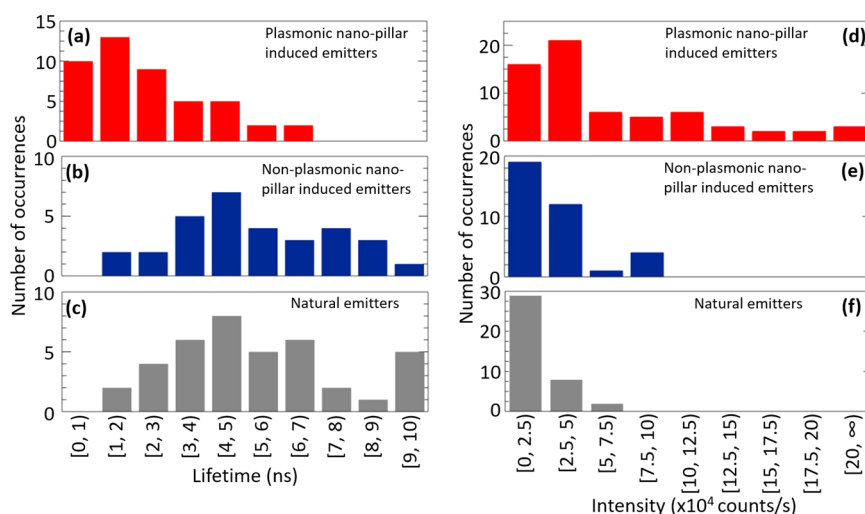 (a)
Plasmonic nano-pillar
induced emitters
15
10
5
0
(b)
Non-plasmonic nano-
pillar induced emitters
10
5
0
(c)
Natural emitters
10
5
0
Number of occurrences
[0, 1)
[1, 2)
[2, 3)
[3, 4)
[4, 5)
[5, 6)
[6, 7)
[7, 8)
[8, 9)
[9, 10)
Lifetime (ns)
(d)
Plasmonic nano-pillar
induced emitters
20
10
0
(e)
Non-plasmonic nano-
pillar induced emitters
20
10
0
(f)
Natural emitters
30
20
10
0
Number of occurrences
[0, 2.5)
[2.5, 5)
[5, 7.5)
[7.5, 10)
[10, 12.5)
[12.5, 15)
[15, 17.5)
[17.5, 20)
[20, ∞)
Intensity (x10⁴ counts/s)